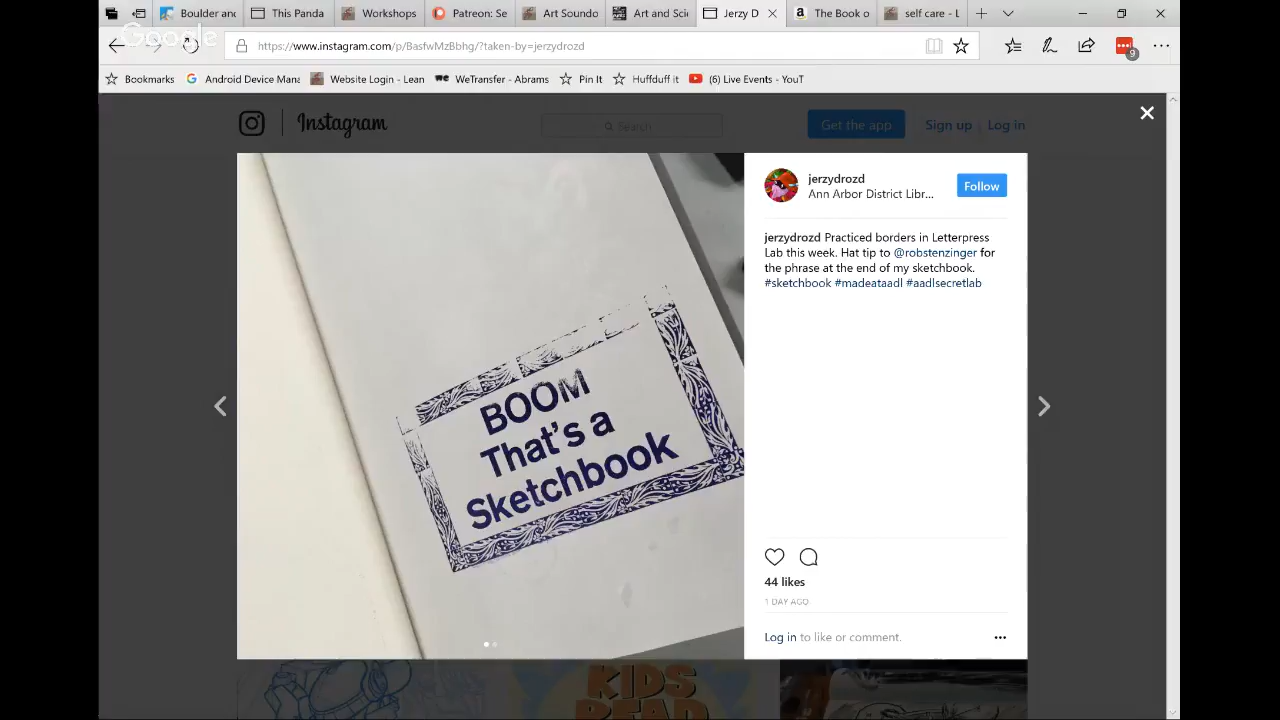 Boulder and
This Panda
Workshops
Patreon: Se
Art Soundo
Art and Sci
Jerzy D
The Book o
self care - L
Google
https://www.instagram.com/p/BasfwMzBbhg/?taken-by=jerzydrozd
9
Bookmarks
Android Device Mana
Website Login - Lean
WeTransfer - Abrams
Pin It
Huffduff it
(6) Live Events - YouT
Instagram
Search
Get the app
Sign up
Log in
jerzydrozd
Ann Arbor District Libr...
Follow
jerzydrozd Practiced borders in Letterpress
Lab this week. Hat tip to @robstenzinger for
the phrase at the end of my sketchbook.
#sketchbook #madeataadl #aadlsecretlab
BOOM
That's a
Sketchbook
44 likes
1 DAY AGO
Log in to like or comment.
KIDS
READ